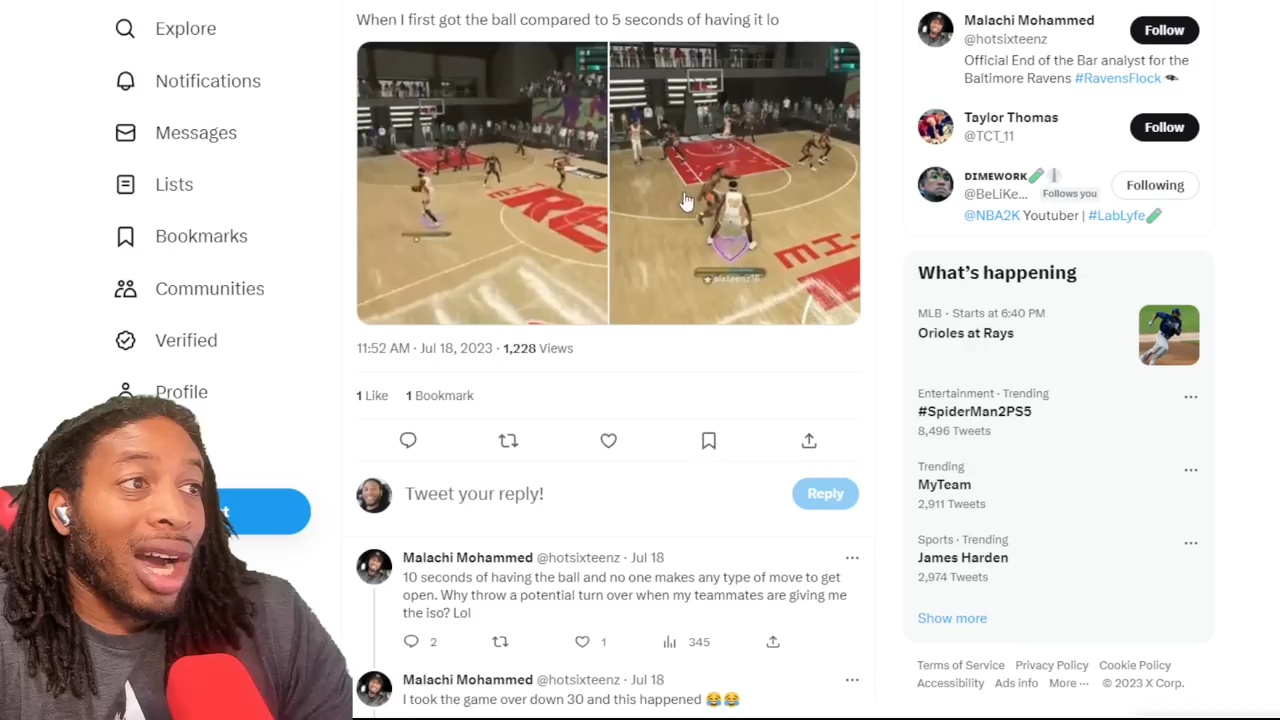 Explore
Notifications
Messages
Lists
Bookmarks
Communities
Verified
Profile
When I first got the ball compared to 5 seconds of having it lo
sixteenz16
11:52 AM · Jul 18, 2023 · 1,228 Views
1 Like 1 Bookmark
Tweet your reply!
Reply
Malachi Mohammed @hotsixteenz · Jul 18
10 seconds of having the ball and no one makes any type of move to get
open. Why throw a potential turn over when my teammates are giving me
the iso? Lol
2 1 345
Malachi Mohammed @hotsixteenz · Jul 18
I took the game over down 30 and this happened 😂😂
Malachi Mohammed
@hotsixteenz
Follow
Official End of the Bar analyst for the
Baltimore Ravens #RavensFlock
Taylor Thomas
@TCT_11
Follow
DIMEWORK
@BeLiKe... Follows you
Following
@NBA2K Youtuber | #LabLyfe
What's happening
MLB · Starts at 6:40 PM
Orioles at Rays
Entertainment · Trending
#SpiderMan2PS5
8,496 Tweets
Trending
MyTeam
2,911 Tweets
Sports · Trending
James Harden
2,974 Tweets
Show more
Terms of Service Privacy Policy Cookie Policy
Accessibility Ads info More ··· © 2023 X Corp.